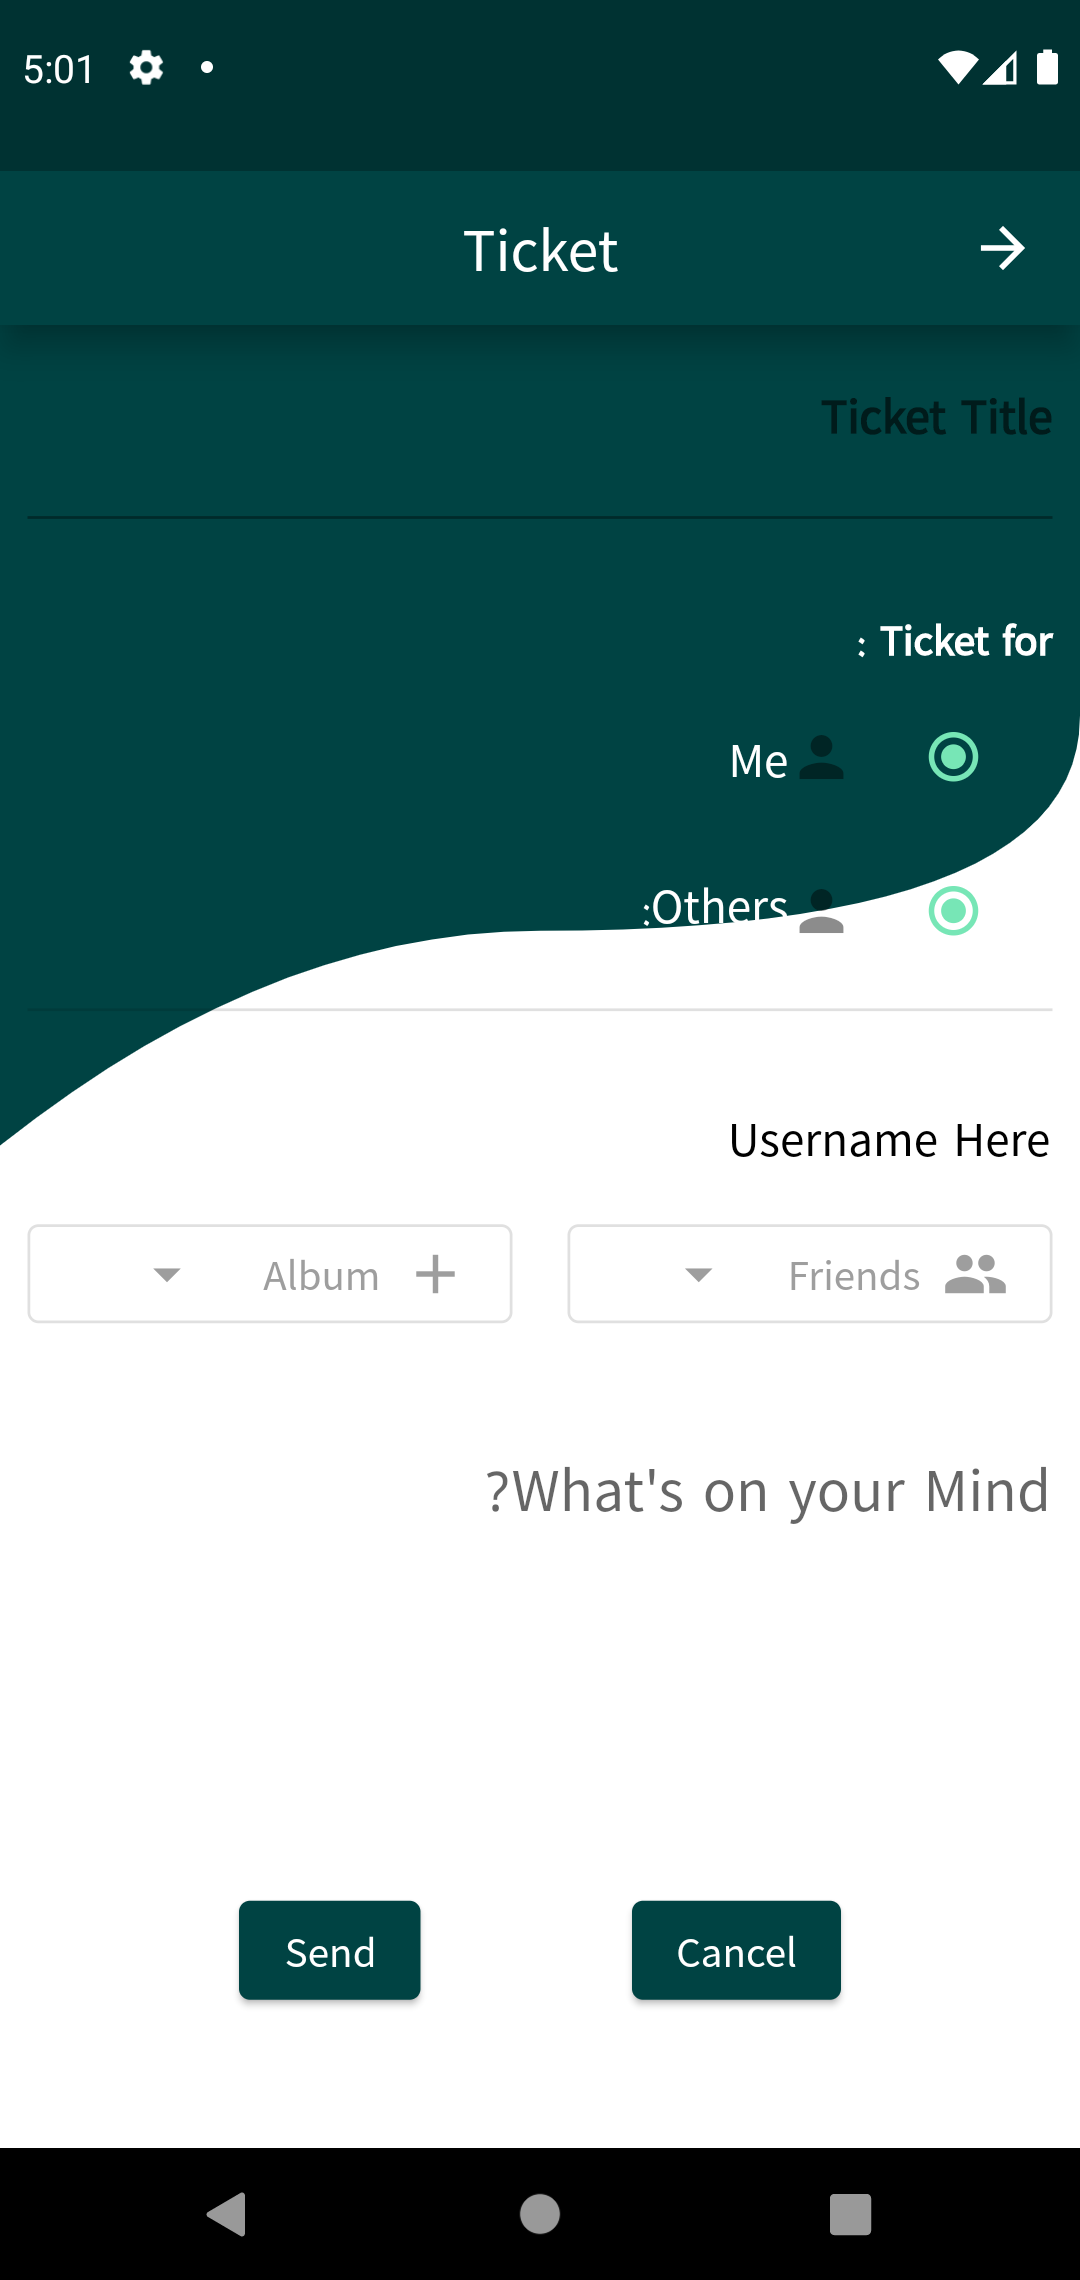 5:01
Ticket
Ticket Title
: Ticket for
Me
:Others
Username Here
Album
Friends
?What's on your Mind
Send
Cancel